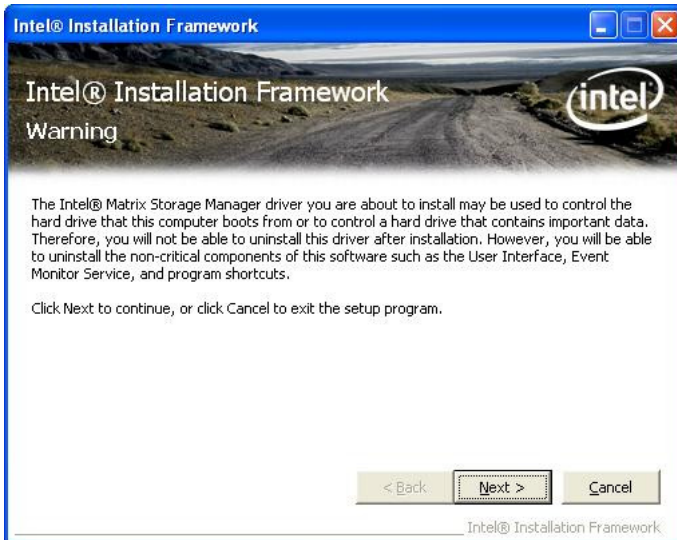 Intel® Installation Framework
Intel® Installation Framework
intel
Warning
The Intel® Matrix Storage Manager driver you are about to install may be used to control the
hard drive that this computer boots from or to control a hard drive that contains important data.
Therefore, you will not be able to uninstall this driver after installation. However, you will be able
to uninstall the non-critical components of this software such as the User Interface, Event
Monitor Service, and program shortcuts.
Click Next to continue, or click Cancel to exit the setup program.
< Back
Next >
Cancel
Intel® Installation Framework